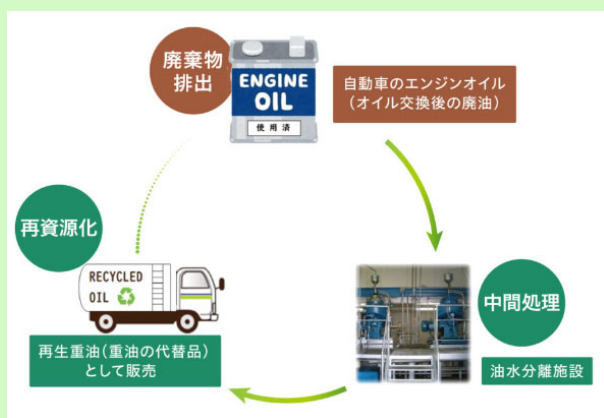 廃棄物
排出
ENGINE
OIL
使用済
自動車のエンジンオイル
(オイル交換後の廃油)
中間処理
油水分離施設
再資源化
RECYCLED
OIL
再生重油(重油の代替品)
として販売